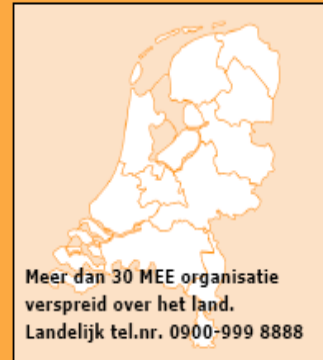 Meer dan 30 MEE organisatie
verspreid over het land.
Landelijk tel.nr. 0900-999 8888